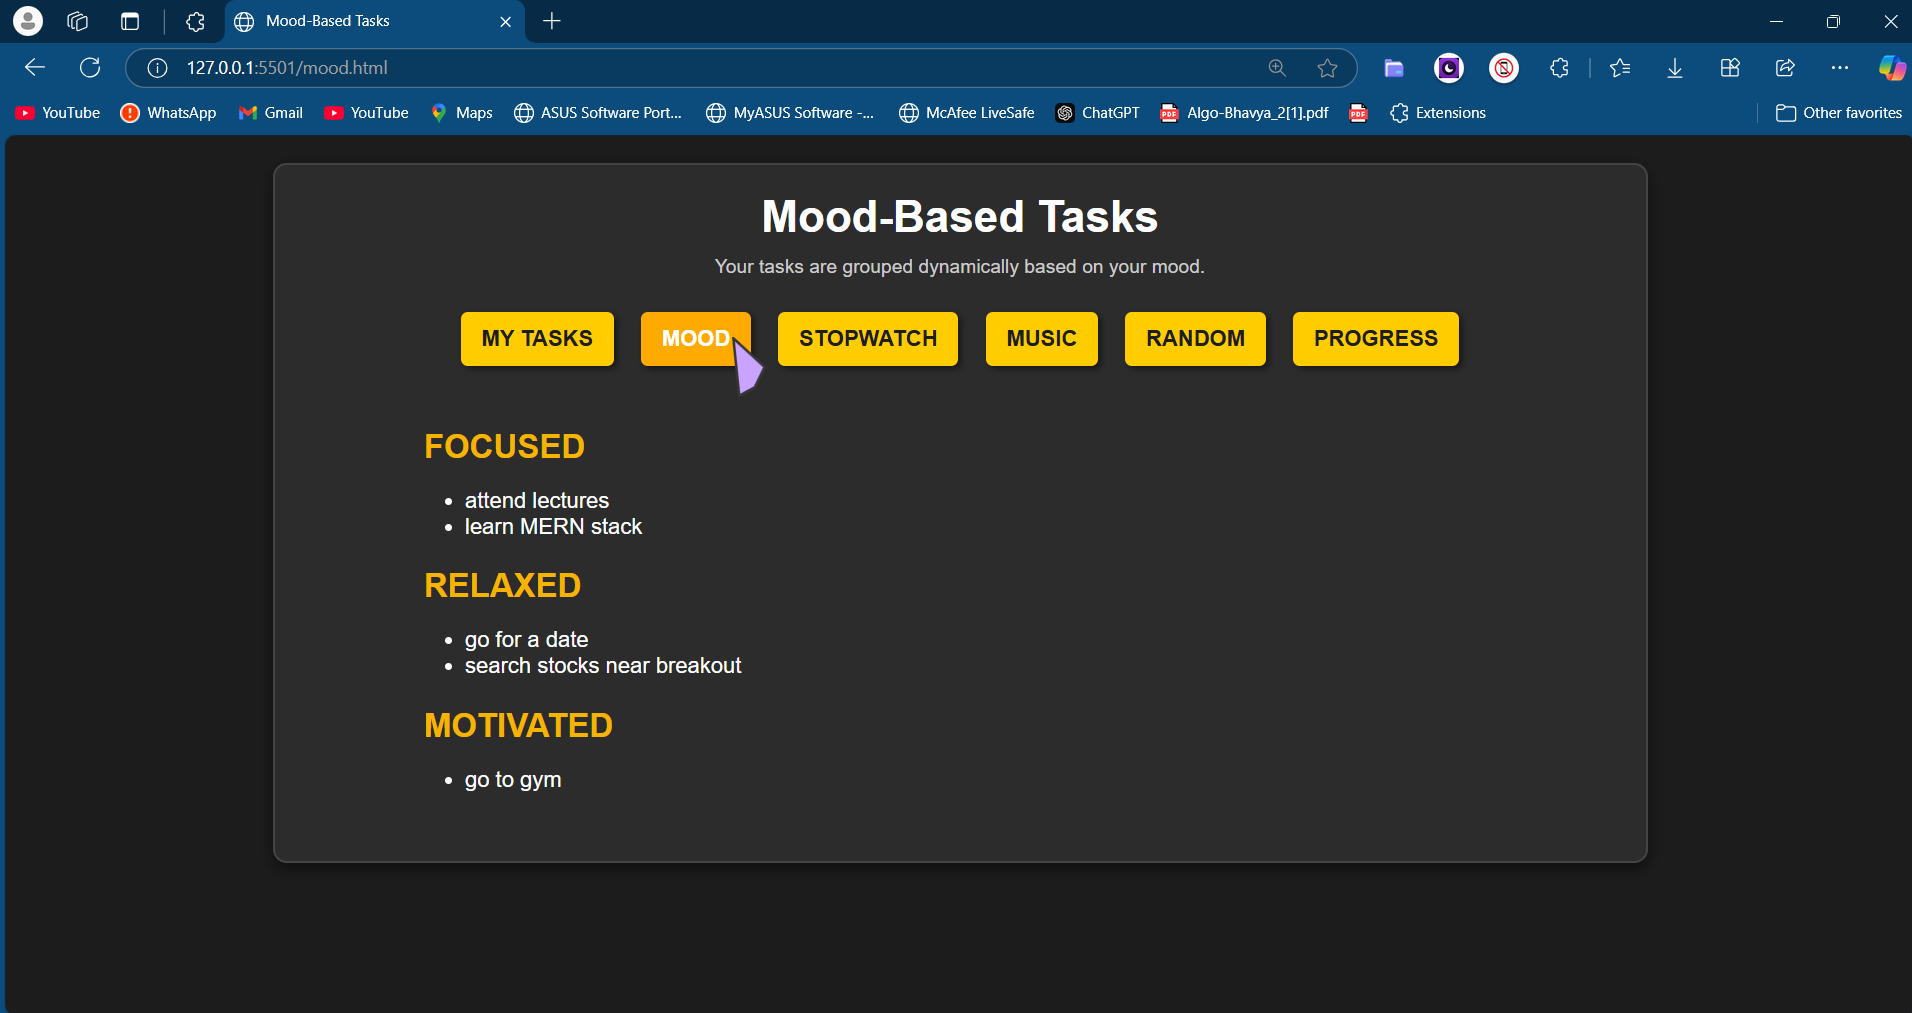 Mood-Based Tasks
127.0.0.1:5501/mood.html
YouTube WhatsApp Gmail YouTube Maps ASUS Software Port... MyASUS Software -... McAfee LiveSafe ChatGPT PDF Algo-Bhavya_2[1].pdf PDF Extensions Other favorites
Mood-Based Tasks
Your tasks are grouped dynamically based on your mood.
MY TASKS MOOD STOPWATCH MUSIC RANDOM PROGRESS
FOCUSED
• attend lectures
• learn MERN stack
RELAXED
• go for a date
• search stocks near breakout
MOTIVATED
• go to gym